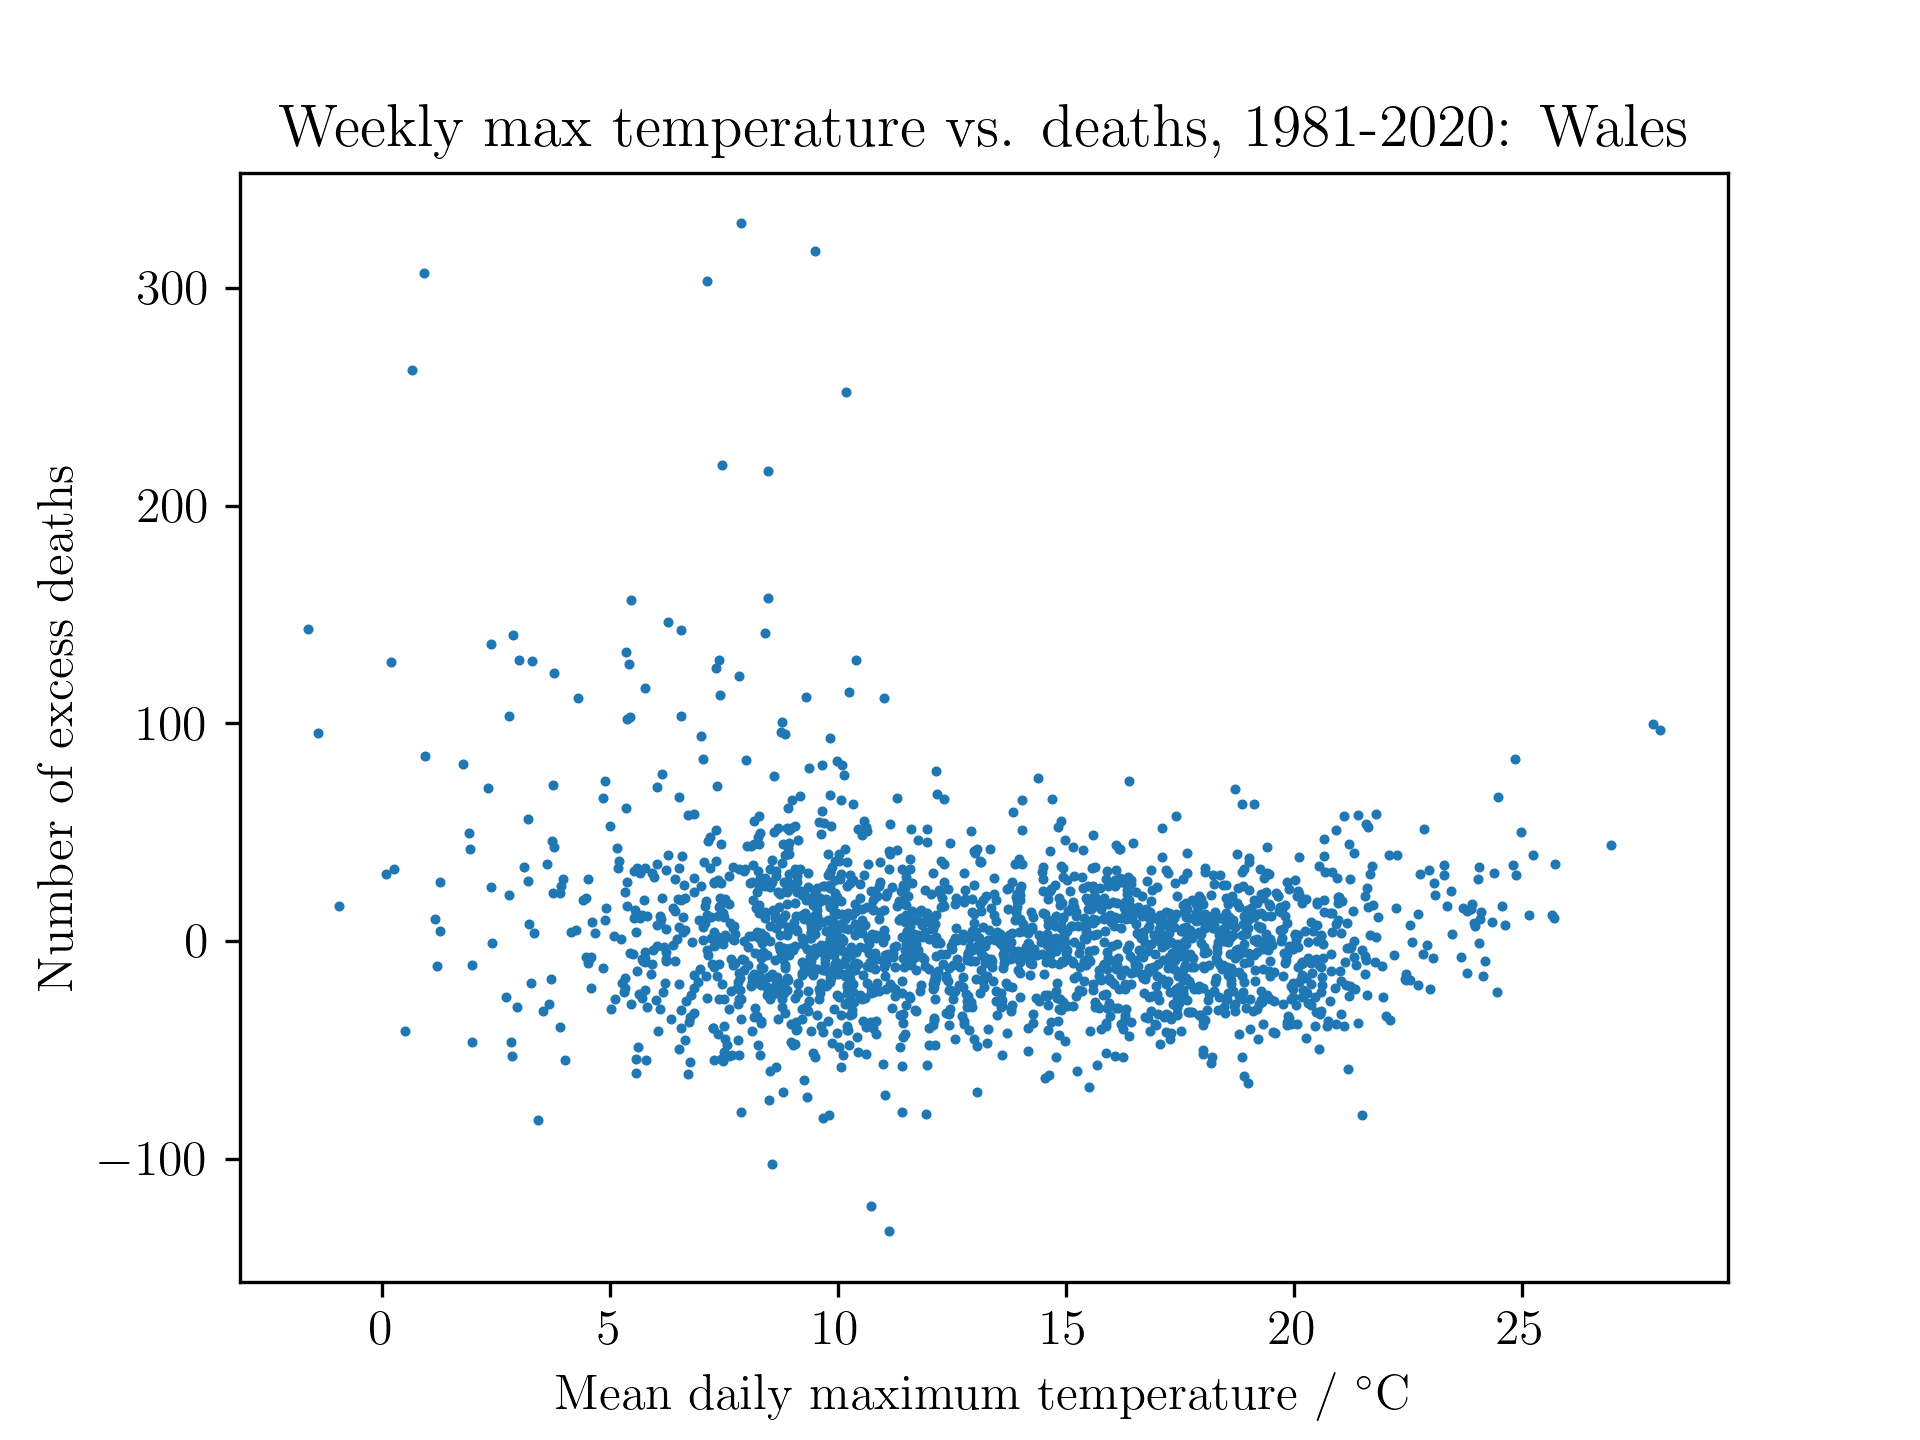 Weekly max temperature vs. deaths, 1981-2020: Wales
300
200
100
0
−100
Number of excess deaths
0 5 10 15 20 25
Mean daily maximum temperature / °C